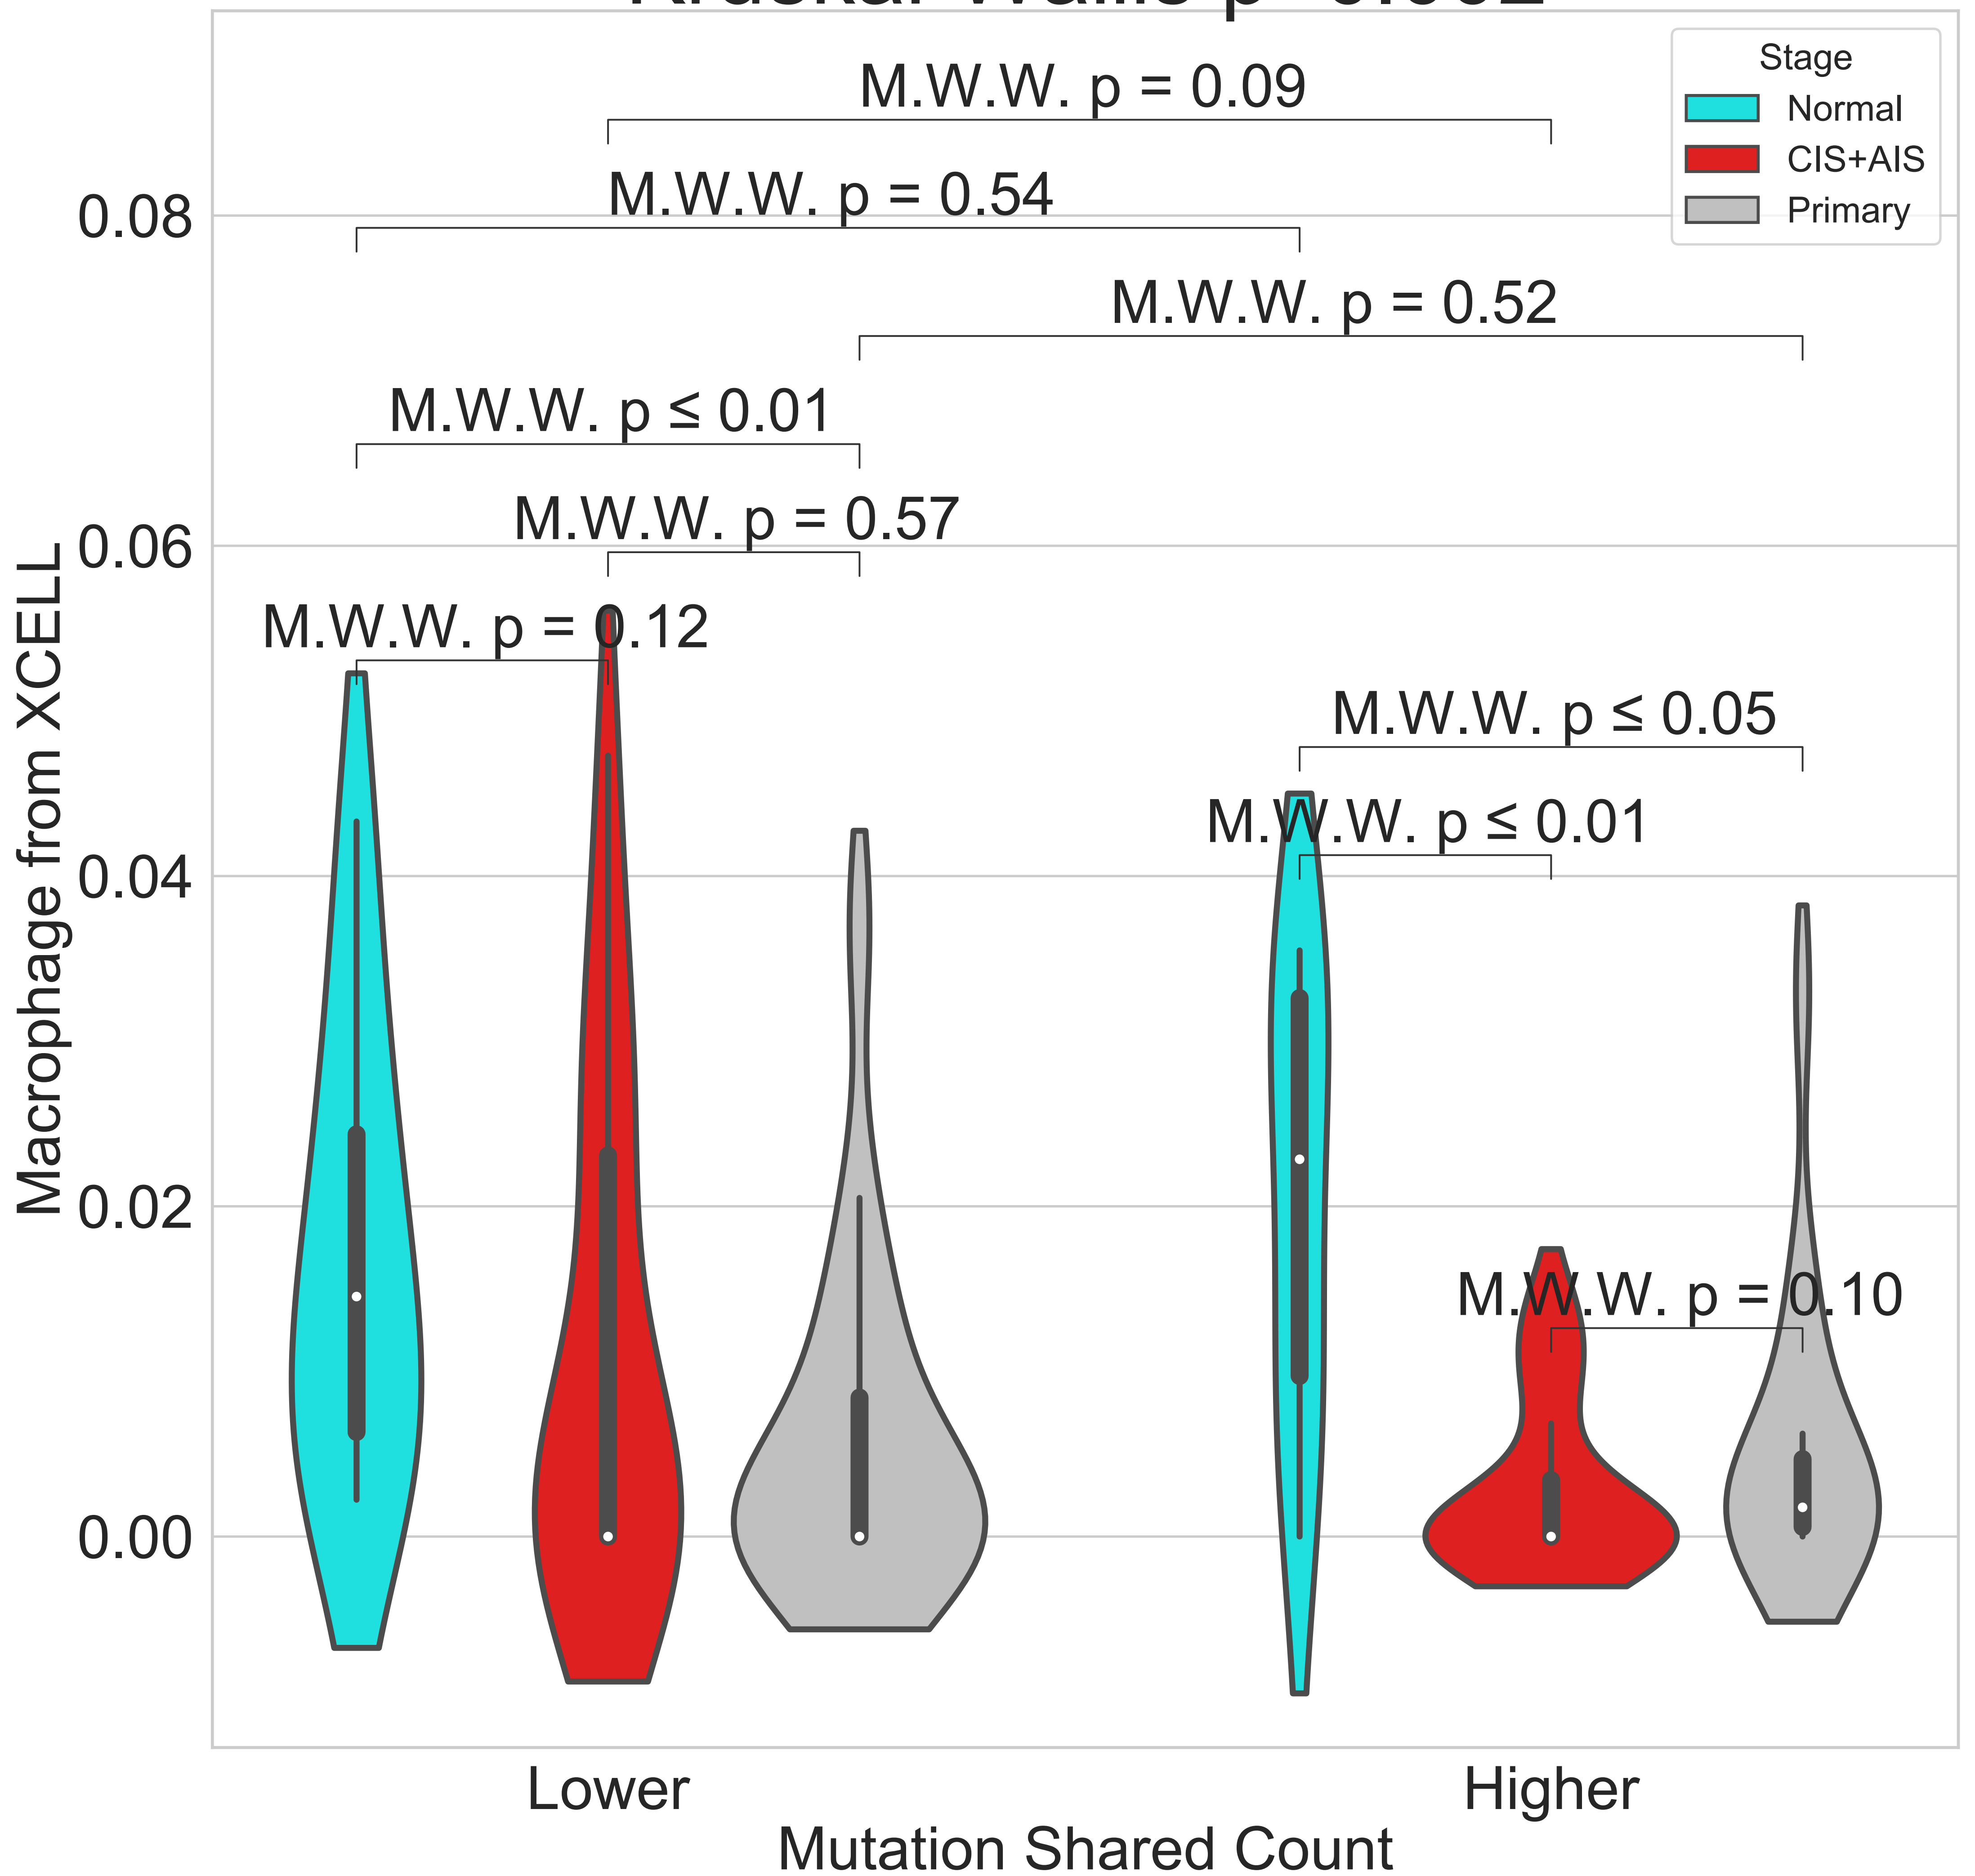 M.W.W. p = 0.09
Stage
Normal
CIS+AIS
Primary
M.W.W. p = 0.54
0.08
M.W.W. p = 0.52
M.W.W. p ≤ 0.01
M.W.W. p = 0.57
0.06
M.W.W. p = 0.12
M.W.W. p ≤ 0.05
M.W.W. p ≤ 0.01
0.04
0.02
M.W.W. p = 0.10
0.00
Macrophage from XCELL
Lower
Higher
Mutation Shared Count